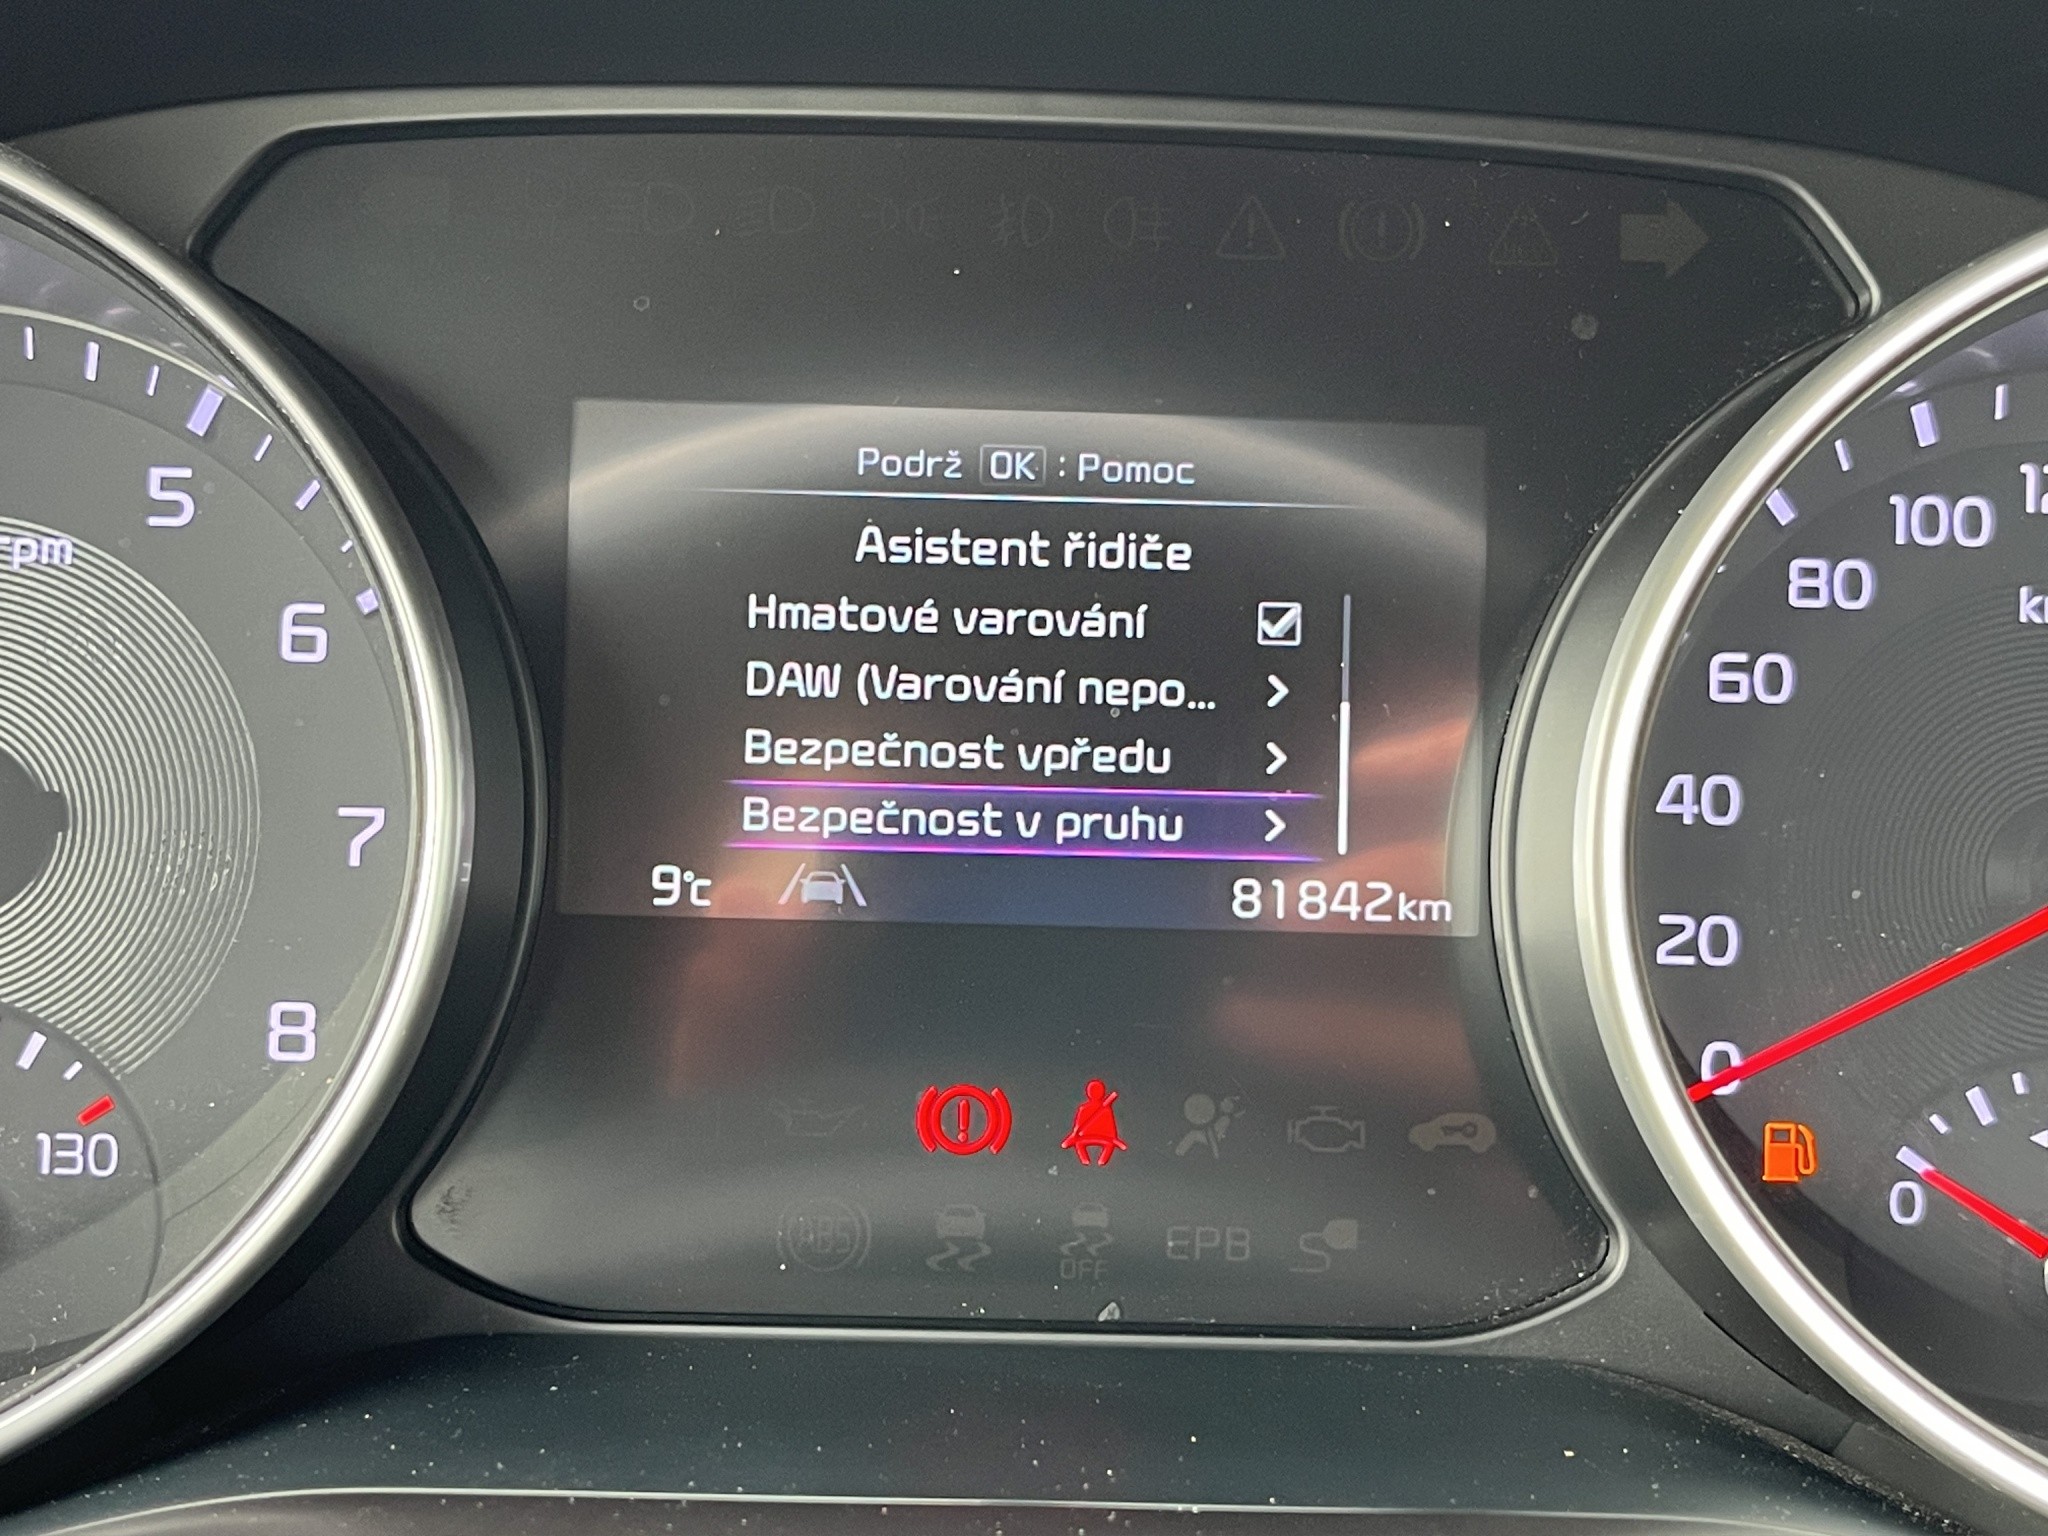 Podrž OK : Pomoc
Asistent řidiče
Hmatové varování
DAW (Varování nepo...
Bezpečnost vpředu
Bezpečnost v pruhu
9°C
81842km
rpm
5
6
7
8
130
100
80
60
40
20
0
0
ABS
OFF
EPB